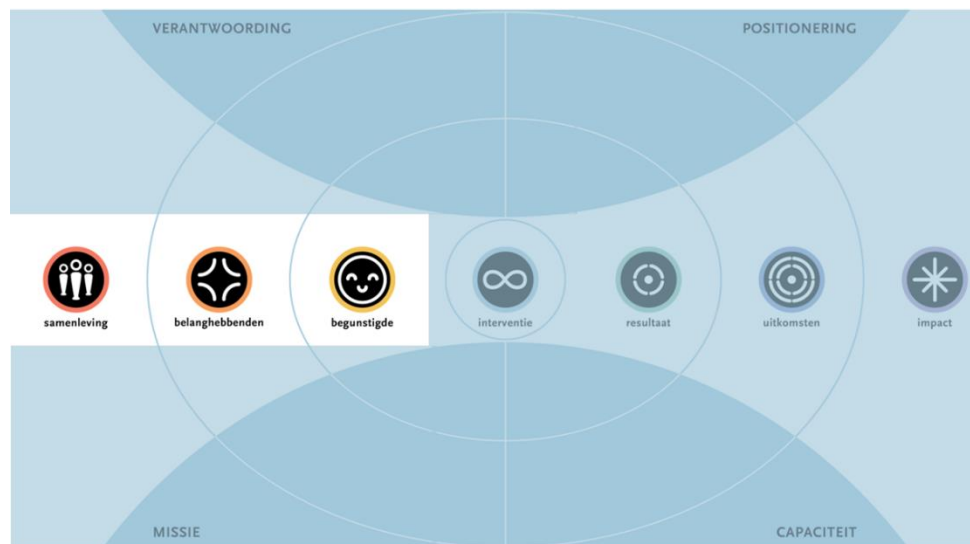 VERANTWOORDING
POSITIONERING
samenleving
belanghebbenden
begunstigde
interventie
resultaat
uitkomsten
impact
MISSIE
CAPACITEIT